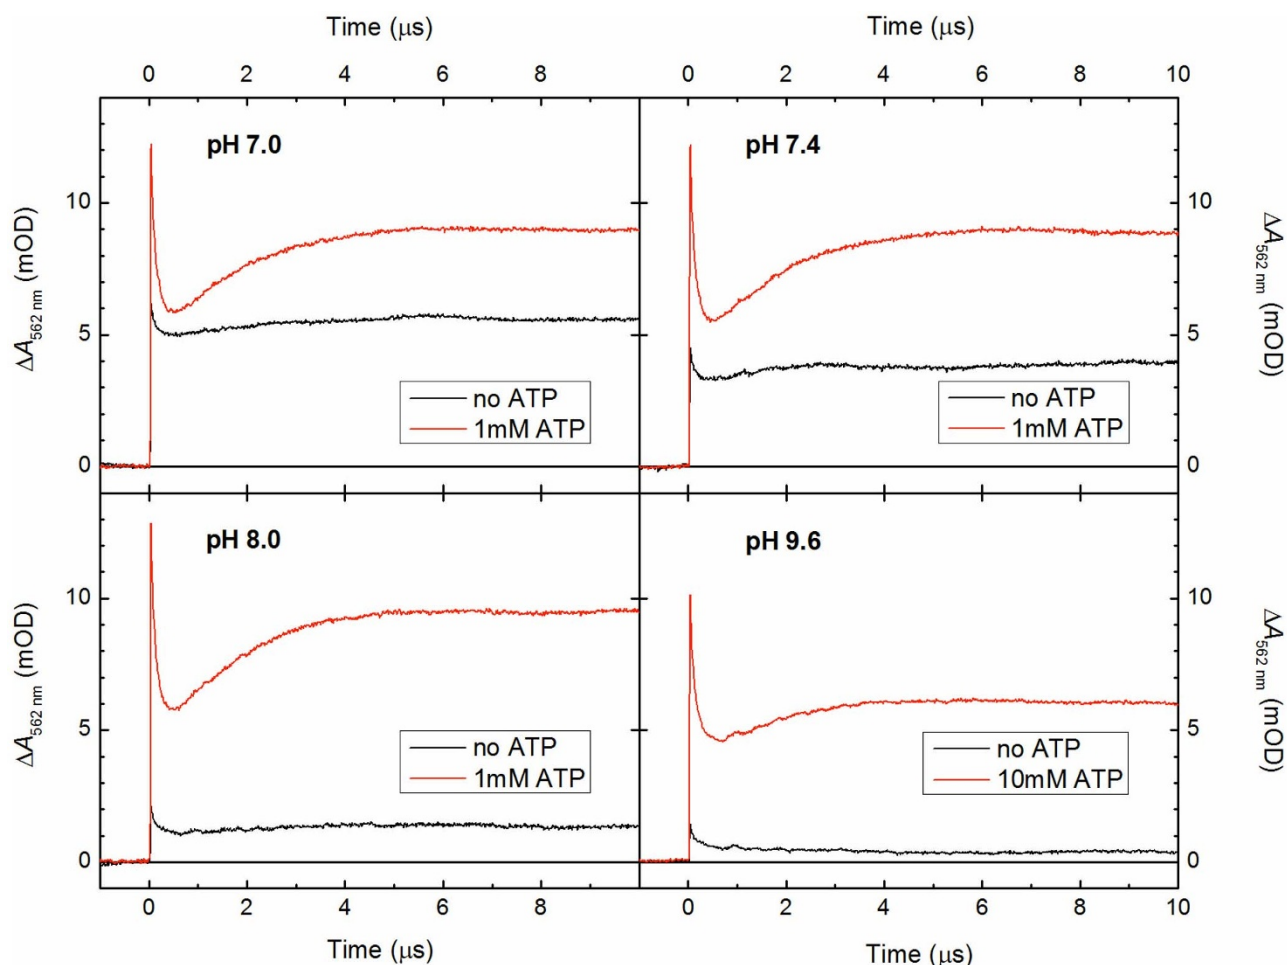 Time (μs)
Time (μs)
0 2 4 6 8
0 2 4 6 8 10
pH 7.0
pH 7.4
10
10
ΔA562 nm (mOD)
ΔA562 nm (mOD)
5
5
no ATP
1mM ATP
no ATP
1mM ATP
0
0
pH 8.0
pH 9.6
10
10
ΔA562 nm (mOD)
ΔA562 nm (mOD)
5
5
no ATP
1mM ATP
no ATP
10mM ATP
0
0
0 2 4 6 8
0 2 4 6 8 10
Time (μs)
Time (μs)